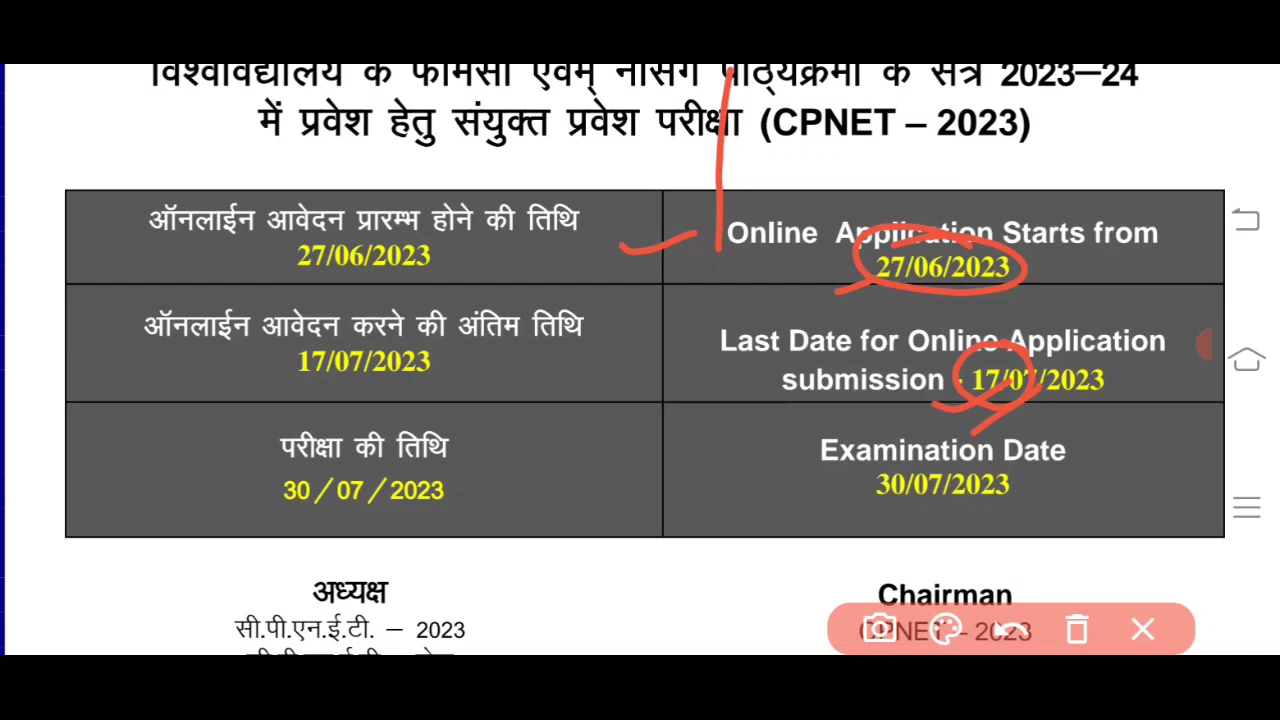 विश्वविद्यालय के फार्मेसी एवम् नर्सिंग पाठ्यक्रमों के सत्र 2023–24
में प्रवेश हेतु संयुक्त प्रवेश परीक्षा (CPNET – 2023)
ऑनलाईन आवेदन प्रारम्भ होने की तिथि
27/06/2023
Online Application Starts from
27/06/2023
ऑनलाईन आवेदन करने की अंतिम तिथि
17/07/2023
Last Date for Online Application
submission - 17/07/2023
परीक्षा की तिथि
30/07/2023
Examination Date
30/07/2023
अध्यक्ष
सी.पी.एन.ई.टी. – 2023
Chairman
CPNET – 2023